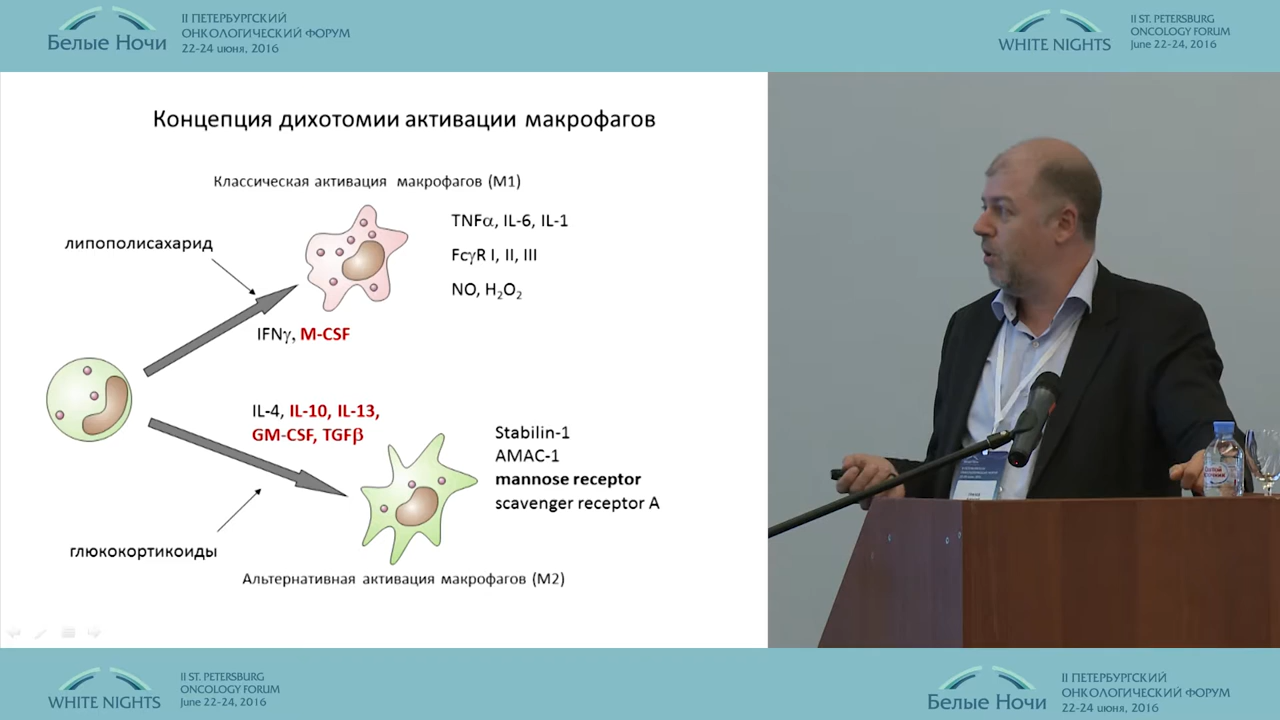 Белые Ночи
II ПЕТЕРБУРГСКИЙ
ОНКОЛОГИЧЕСКИЙ ФОРУМ
22-24 июня, 2016
WHITE NIGHTS
II ST. PETERSBURG
ONCOLOGY FORUM
June 22-24, 2016
Концепция дихотомии активации макрофагов
Классическая активация макрофагов (М1)
липополисахарид
TNFα, IL-6, IL-1
FcγR I, II, III
NO, H₂O₂
IFNγ, M-CSF
IL-4, IL-10, IL-13,
GM-CSF, TGFβ
Stabilin-1
AMAC-1
mannose receptor
scavenger receptor A
глюкокортикоиды
Альтернативная активация макрофагов (М2)
WHITE NIGHTS
II ST. PETERSBURG
ONCOLOGY FORUM
June 22-24, 2016
Белые Ночи
II ПЕТЕРБУРГСКИЙ
ОНКОЛОГИЧЕСКИЙ ФОРУМ
22-24 июня, 2016